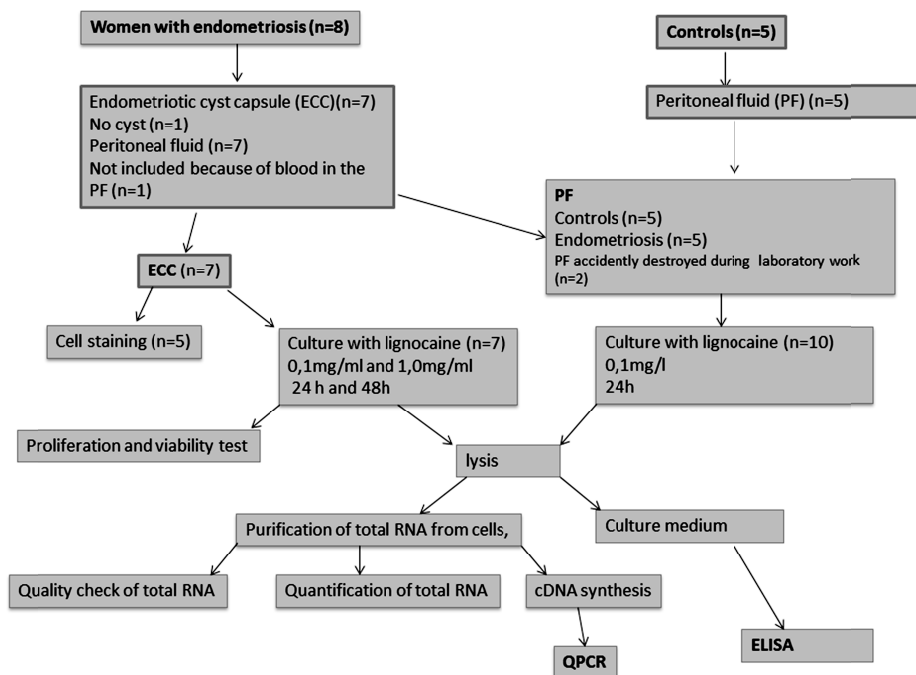 Women with endometriosis (n=8)
Controls (n=5)
Endometriotic cyst capsule (ECC)(n=7)
No cyst (n=1)
Peritoneal fluid (n=7)
Not included because of blood in the
PF (n=1)
Peritoneal fluid (PF) (n=5)
PF
Controls (n=5)
Endometriosis (n=5)
PF accidently destroyed during laboratory work
(n=2)
ECC (n=7)
Cell staining (n=5)
Culture with lignocaine (n=7)
0,1mg/ml and 1,0mg/ml
24 h and 48h
Culture with lignocaine (n=10)
0,1mg/l
24h
Proliferation and viability test
lysis
Purification of total RNA from cells,
Culture medium
Quality check of total RNA
Quantification of total RNA
cDNA synthesis
QPCR
ELISA